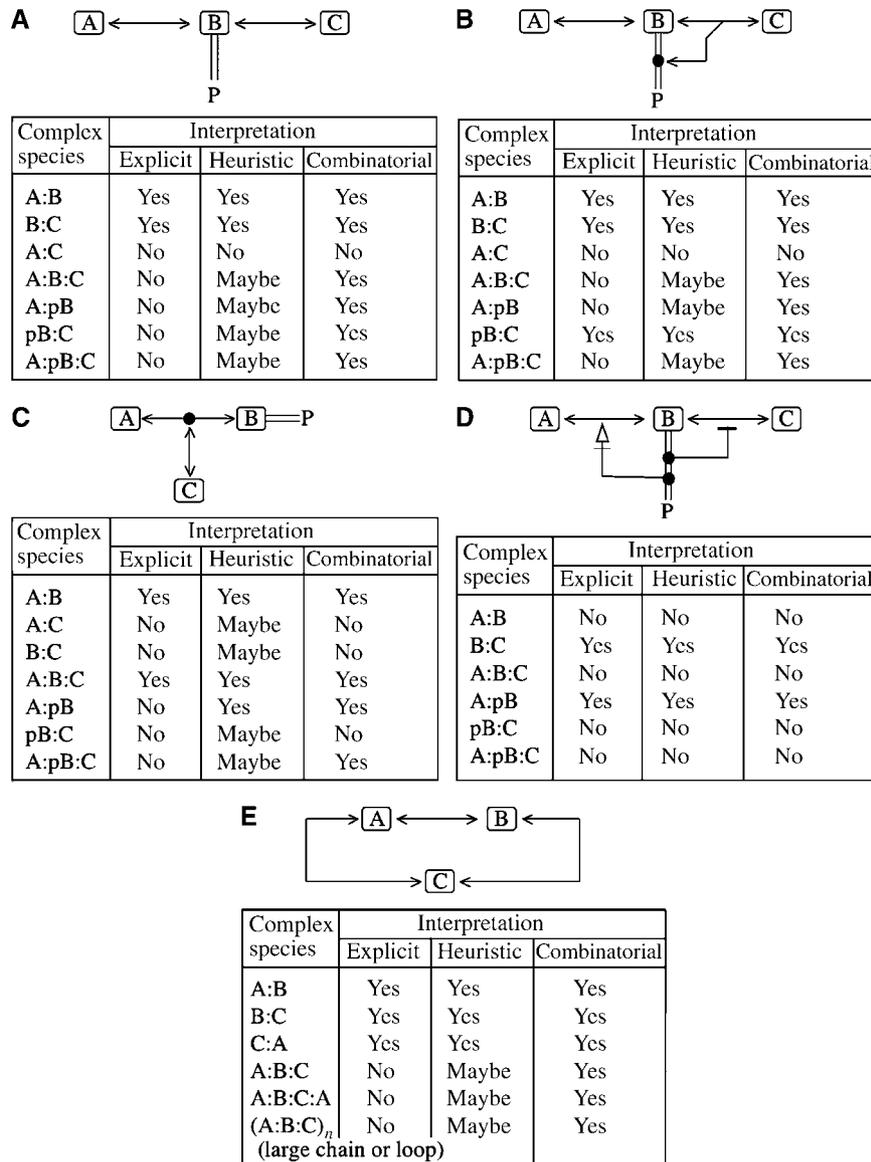 A
A B C
P
Complex species Interpretation
Explicit Heuristic Combinatorial
A:B Yes Yes Yes
B:C Yes Yes Yes
A:C No No No
A:B:C No Maybe Yes
A:pB No Maybe Yes
pB:C No Maybe Yes
A:pB:C No Maybe Yes
B
A B C
P
Complex species Interpretation
Explicit Heuristic Combinatorial
A:B Yes Yes Yes
B:C Yes Yes Yes
A:C No No No
A:B:C No Maybe Yes
A:pB No Maybe Yes
pB:C Yes Yes Yes
A:pB:C No Maybe Yes
C
A B P
C
Complex species Interpretation
Explicit Heuristic Combinatorial
A:B Yes Yes Yes
A:C No Maybe No
B:C No Maybe No
A:B:C Yes Yes Yes
A:pB No Yes Yes
pB:C No Maybe No
A:pB:C No Maybe Yes
D
A B C
P
Complex species Interpretation
Explicit Heuristic Combinatorial
A:B No No No
B:C Yes Yes Yes
A:B:C No No No
A:pB Yes Yes Yes
pB:C No No No
A:pB:C No No No
E
A B
C
Complex species Interpretation
Explicit Heuristic Combinatorial
A:B Yes Yes Yes
B:C Yes Yes Yes
C:A Yes Yes Yes
A:B:C No Maybe Yes
A:B:C:A No Maybe Yes
(A:B:C)n No Maybe Yes
(large chain or loop)